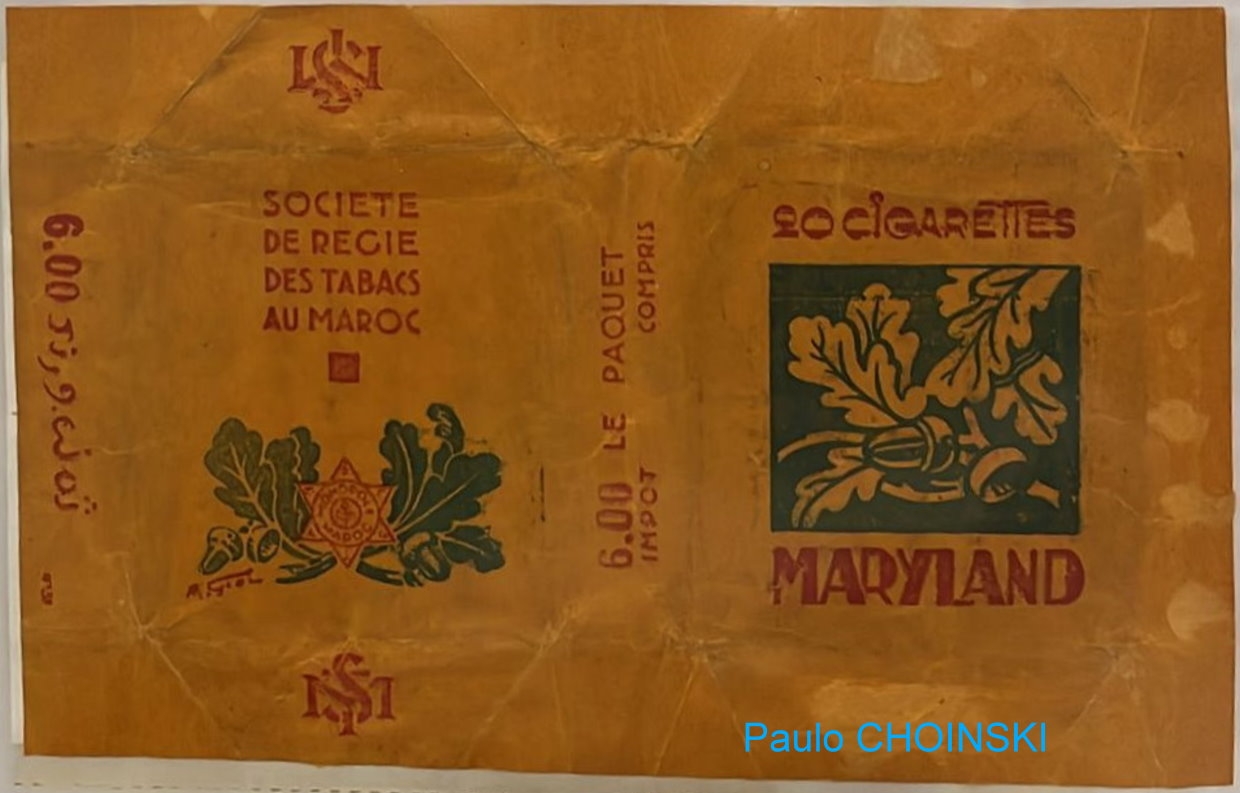 SOCIETE
DE REGIE
DES TABACS
AU MAROC
MAROC
6.00
6.00 LE PAQUET
IMPOT COMPRIS
20 CIGARETTES
MARYLAND
Paulo CHOINSKI